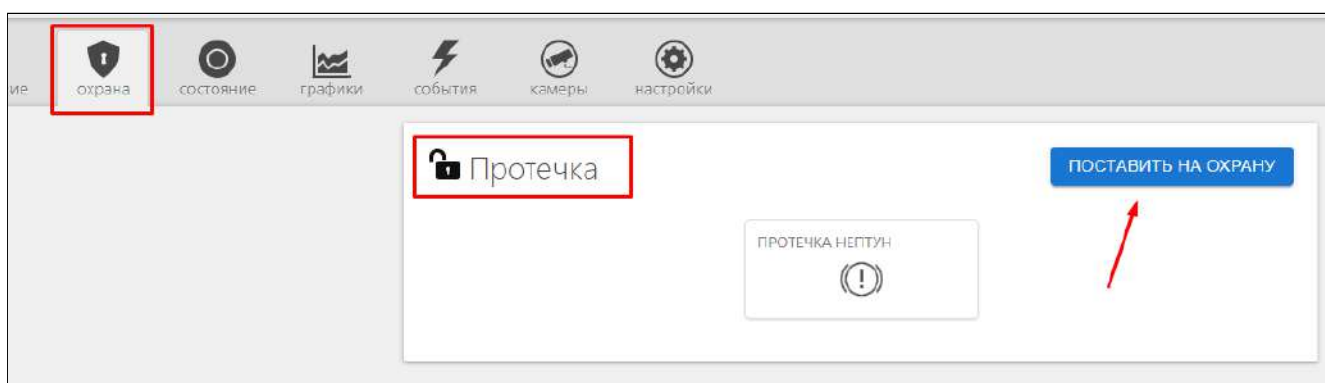 ие охрана состояние графики события камеры настройки
Протечка
ПОСТАВИТЬ НА ОХРАНУ
ПРОТЕЧКА НЕПТУН